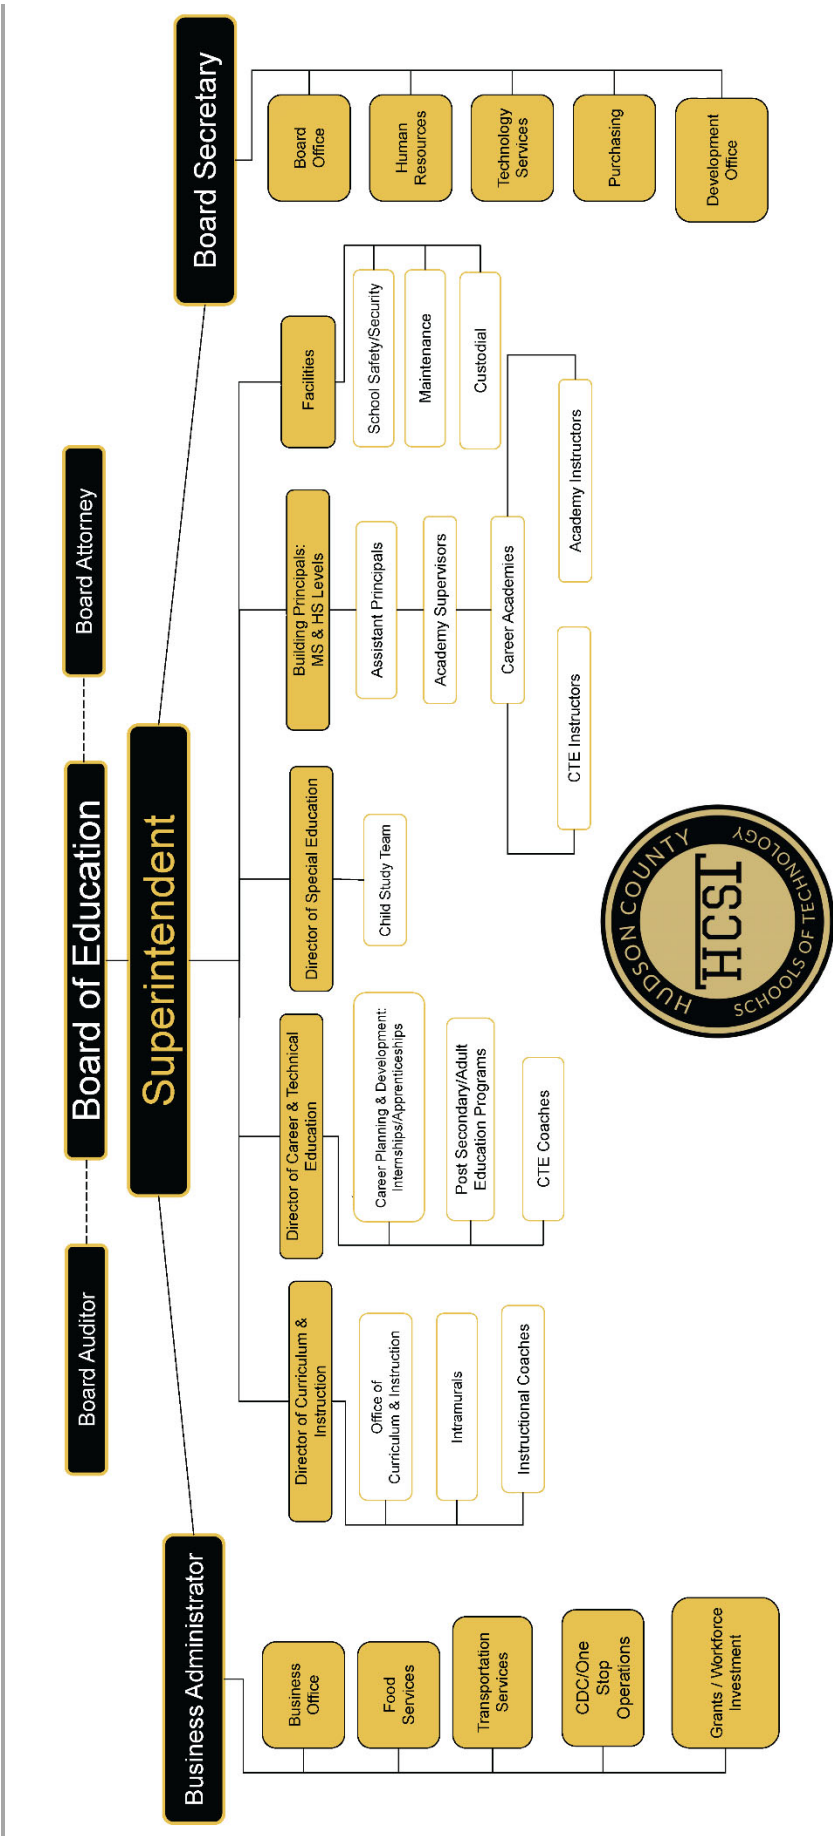 Board Auditor
Board of Education
Board Attorney
Superintendent
Business Administrator
Board Secretary
Business
Office
Food
Services
Transportation
Services
CDC/One
Stop
Operations
Grants / Workforce
Investment
Director of Curriculum &
Instruction
Office of
Curriculum & Instruction
Intramurals
Instructional Coaches
Director of Career & Technical
Education
Career Planning & Development:
Internships/Apprenticeships
Post Secondary/Adult
Education Programs
CTE Coaches
Director of Special Education
Child Study Team
Building Principals:
MS & HS Levels
Assistant Principals
Academy Supervisors
Career Academies
CTE Instructors
Academy Instructors
Facilities
School Safety/Security
Maintenance
Custodial
Board
Office
Human
Resources
Technology
Services
Purchasing
Development
Office
HUDSON COUNTY
HCST
SCHOOLS OF TECHNOLOGY